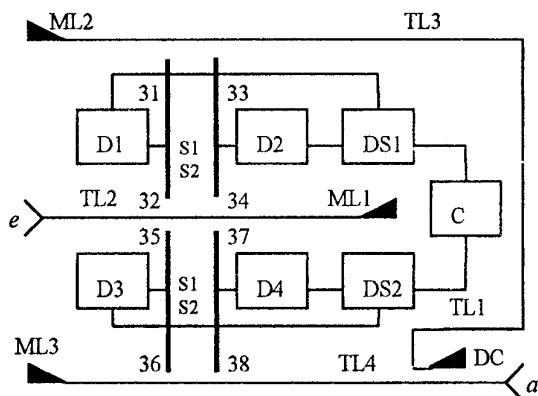 ML2 TL3
31 33
D1 S1 D2 DS1
S2
TL2 32 34 ML1 C
e
35 37
D3 S1 D4 DS2
S2
TL1
ML3 36 38 TL4 DC
a